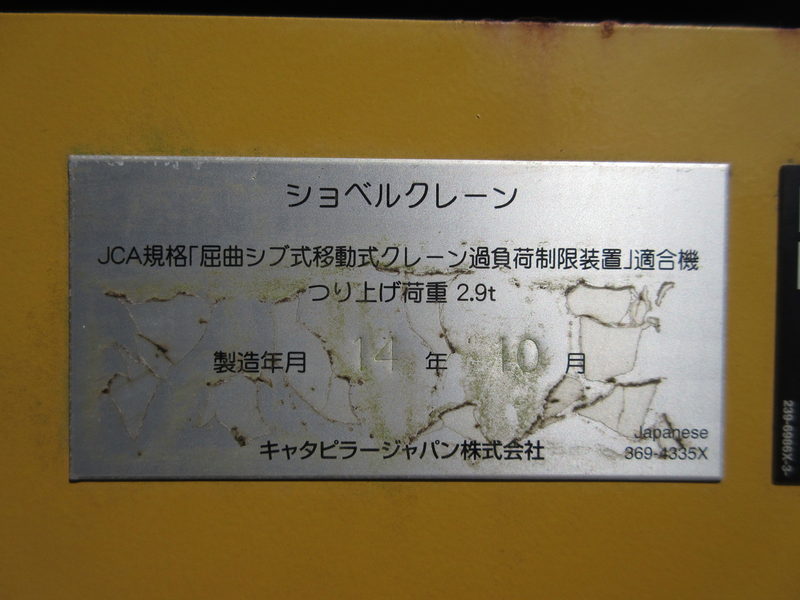 ショベルクレーン
JCA規格「屈曲ジブ式移動式クレーン過負荷制限装置」適合機
つり上げ荷重 2.9t
製造年月 14 年 10 月
キャタピラージャパン株式会社
Japanese
369-4335X
239-6986X-3-